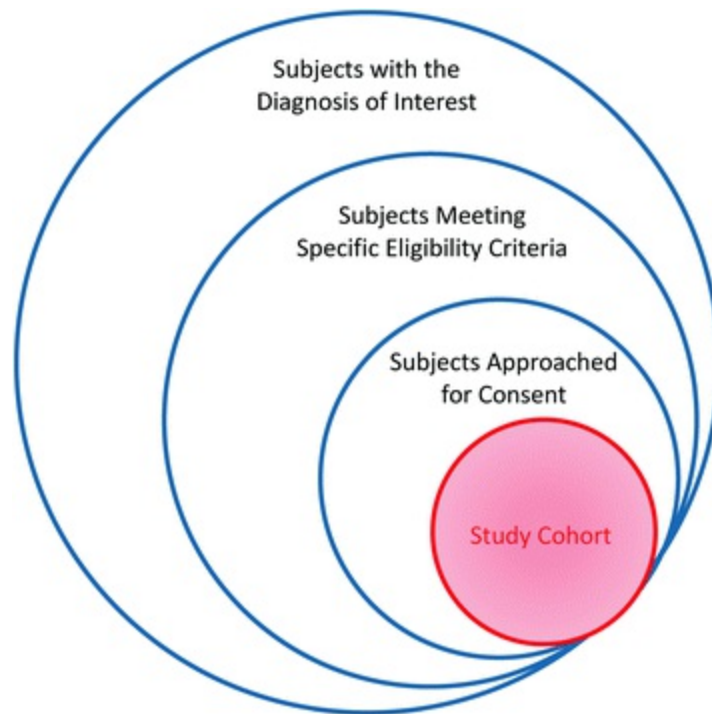 Subjects with the
Diagnosis of Interest
Subjects Meeting
Specific Eligibility Criteria
Subjects Approached
for Consent
Study Cohort